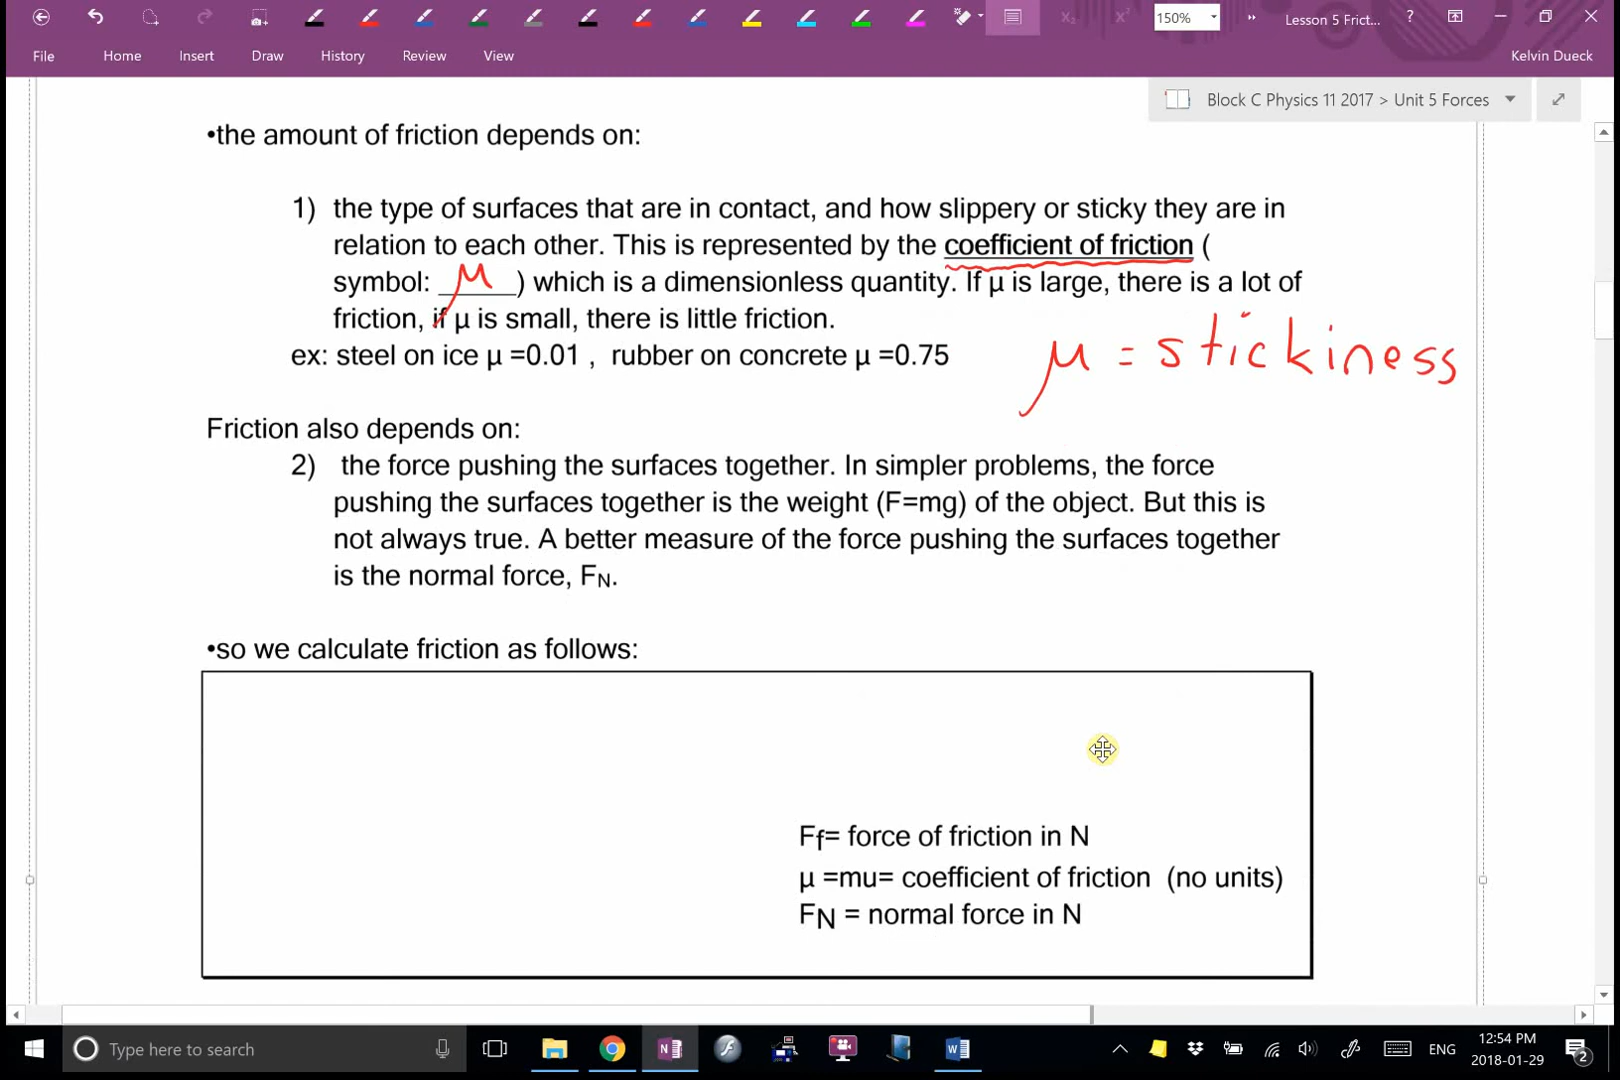 150%
Lesson 5 Frict...
?
File
Home
Insert
Draw
History
Review
View
Kelvin Dueck
Block C Physics 11 2017 > Unit 5 Forces
•the amount of friction depends on:
1) the type of surfaces that are in contact, and how slippery or sticky they are in
relation to each other. This is represented by the coefficient of friction (
symbol: __μ__) which is a dimensionless quantity. If μ is large, there is a lot of
friction, if μ is small, there is little friction.
ex: steel on ice μ =0.01 , rubber on concrete μ =0.75
μ = stickiness
Friction also depends on:
2) the force pushing the surfaces together. In simpler problems, the force
pushing the surfaces together is the weight (F=mg) of the object. But this is
not always true. A better measure of the force pushing the surfaces together
is the normal force, FN.
•so we calculate friction as follows:
Ff= force of friction in N
μ =mu= coefficient of friction (no units)
FN = normal force in N
Type here to search
ENG
12:54 PM
2018-01-29
2